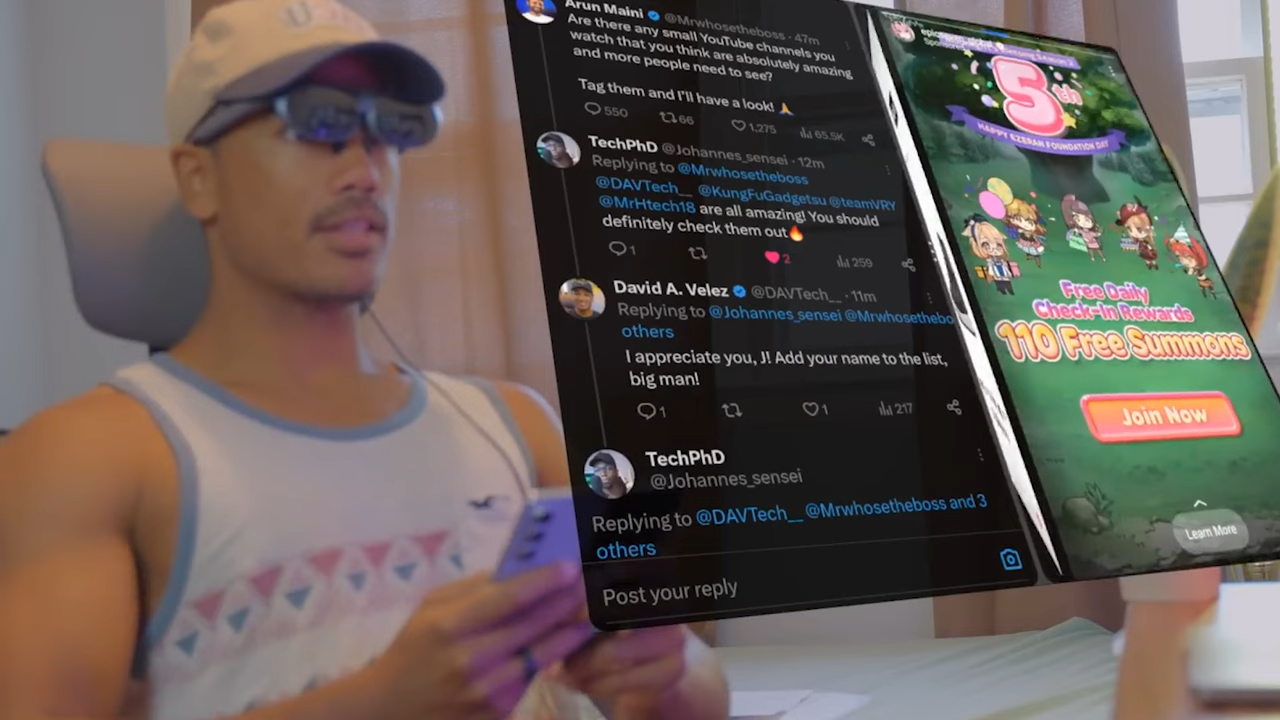 Arun Maini @Mrwhosetheboss · 47m
Are there any small YouTube channels you
watch that you think are absolutely amazing
and more people need to see?
Tag them and I'll have a look! 🙏
550 66 1,275 65.5K
TechPhD @Johannes_sensei · 12m
Replying to @Mrwhosetheboss
@DAVTech__ @KungFuGadgetsu @teamVRY
@MrHtech18 are all amazing! You should
definitely check them out🔥
1 2 259
David A. Velez @DAVTech__ · 11m
Replying to @Johannes_sensei @Mrwhosethebo
others
I appreciate you, J! Add your name to the list,
big man!
1 1 217
TechPhD
@Johannes_sensei
Replying to @DAVTech__ @Mrwhosetheboss and 3
others
Post your reply
5th
HAPPY EZERAN FOUNDATION DAY
Free Daily
Check-In Rewards
110 Free Summons
Join Now
Learn More